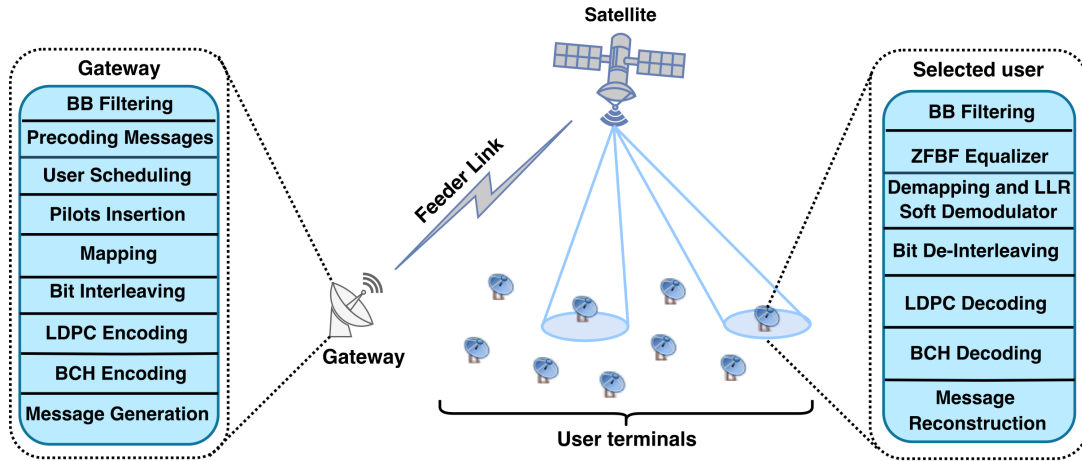 Satellite
Gateway
BB Filtering
Precoding Messages
User Scheduling
Pilots Insertion
Mapping
Bit Interleaving
LDPC Encoding
BCH Encoding
Message Generation
Feeder Link
Gateway
User terminals
Selected user
BB Filtering
ZFBF Equalizer
Demapping and LLR
Soft Demodulator
Bit De-Interleaving
LDPC Decoding
BCH Decoding
Message
Reconstruction